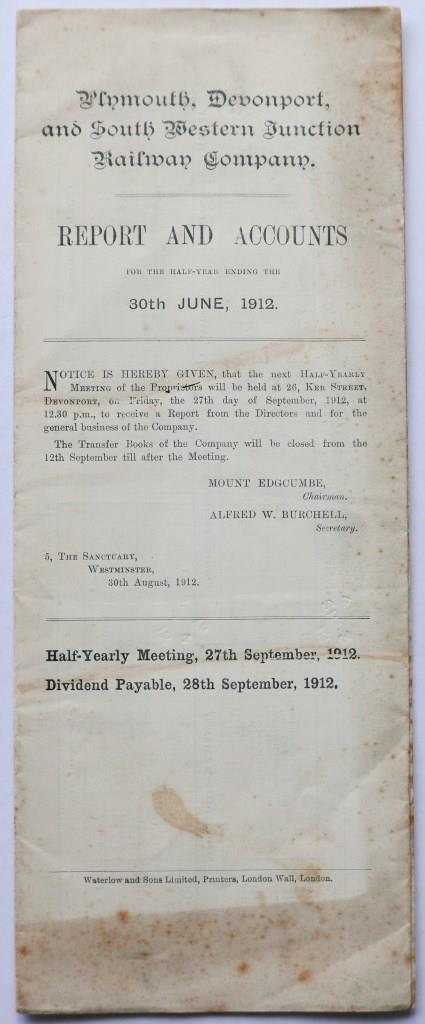 Plymouth, Devonport,
and South Western Junction
Railway Company.
REPORT AND ACCOUNTS
FOR THE HALF-YEAR ENDING THE
30th JUNE, 1912.
NOTICE IS HEREBY GIVEN, that the next HALF-YEARLY
MEETING of the Proprietors will be held at 26, KER STREET,
DEVONPORT, on Friday, the 27th day of September, 1912, at
12.30 p.m., to receive a Report from the Directors and for the
general business of the Company.
The Transfer Books of the Company will be closed from the
12th September till after the Meeting.
MOUNT EDGCUMBE,
Chairman.
ALFRED W. BURCHELL,
Secretary.
5, THE SANCTUARY,
WESTMINSTER,
30th August, 1912.
Half-Yearly Meeting, 27th September, 1912.
Dividend Payable, 28th September, 1912.
Waterlow and Sons Limited, Printers, London Wall, London.